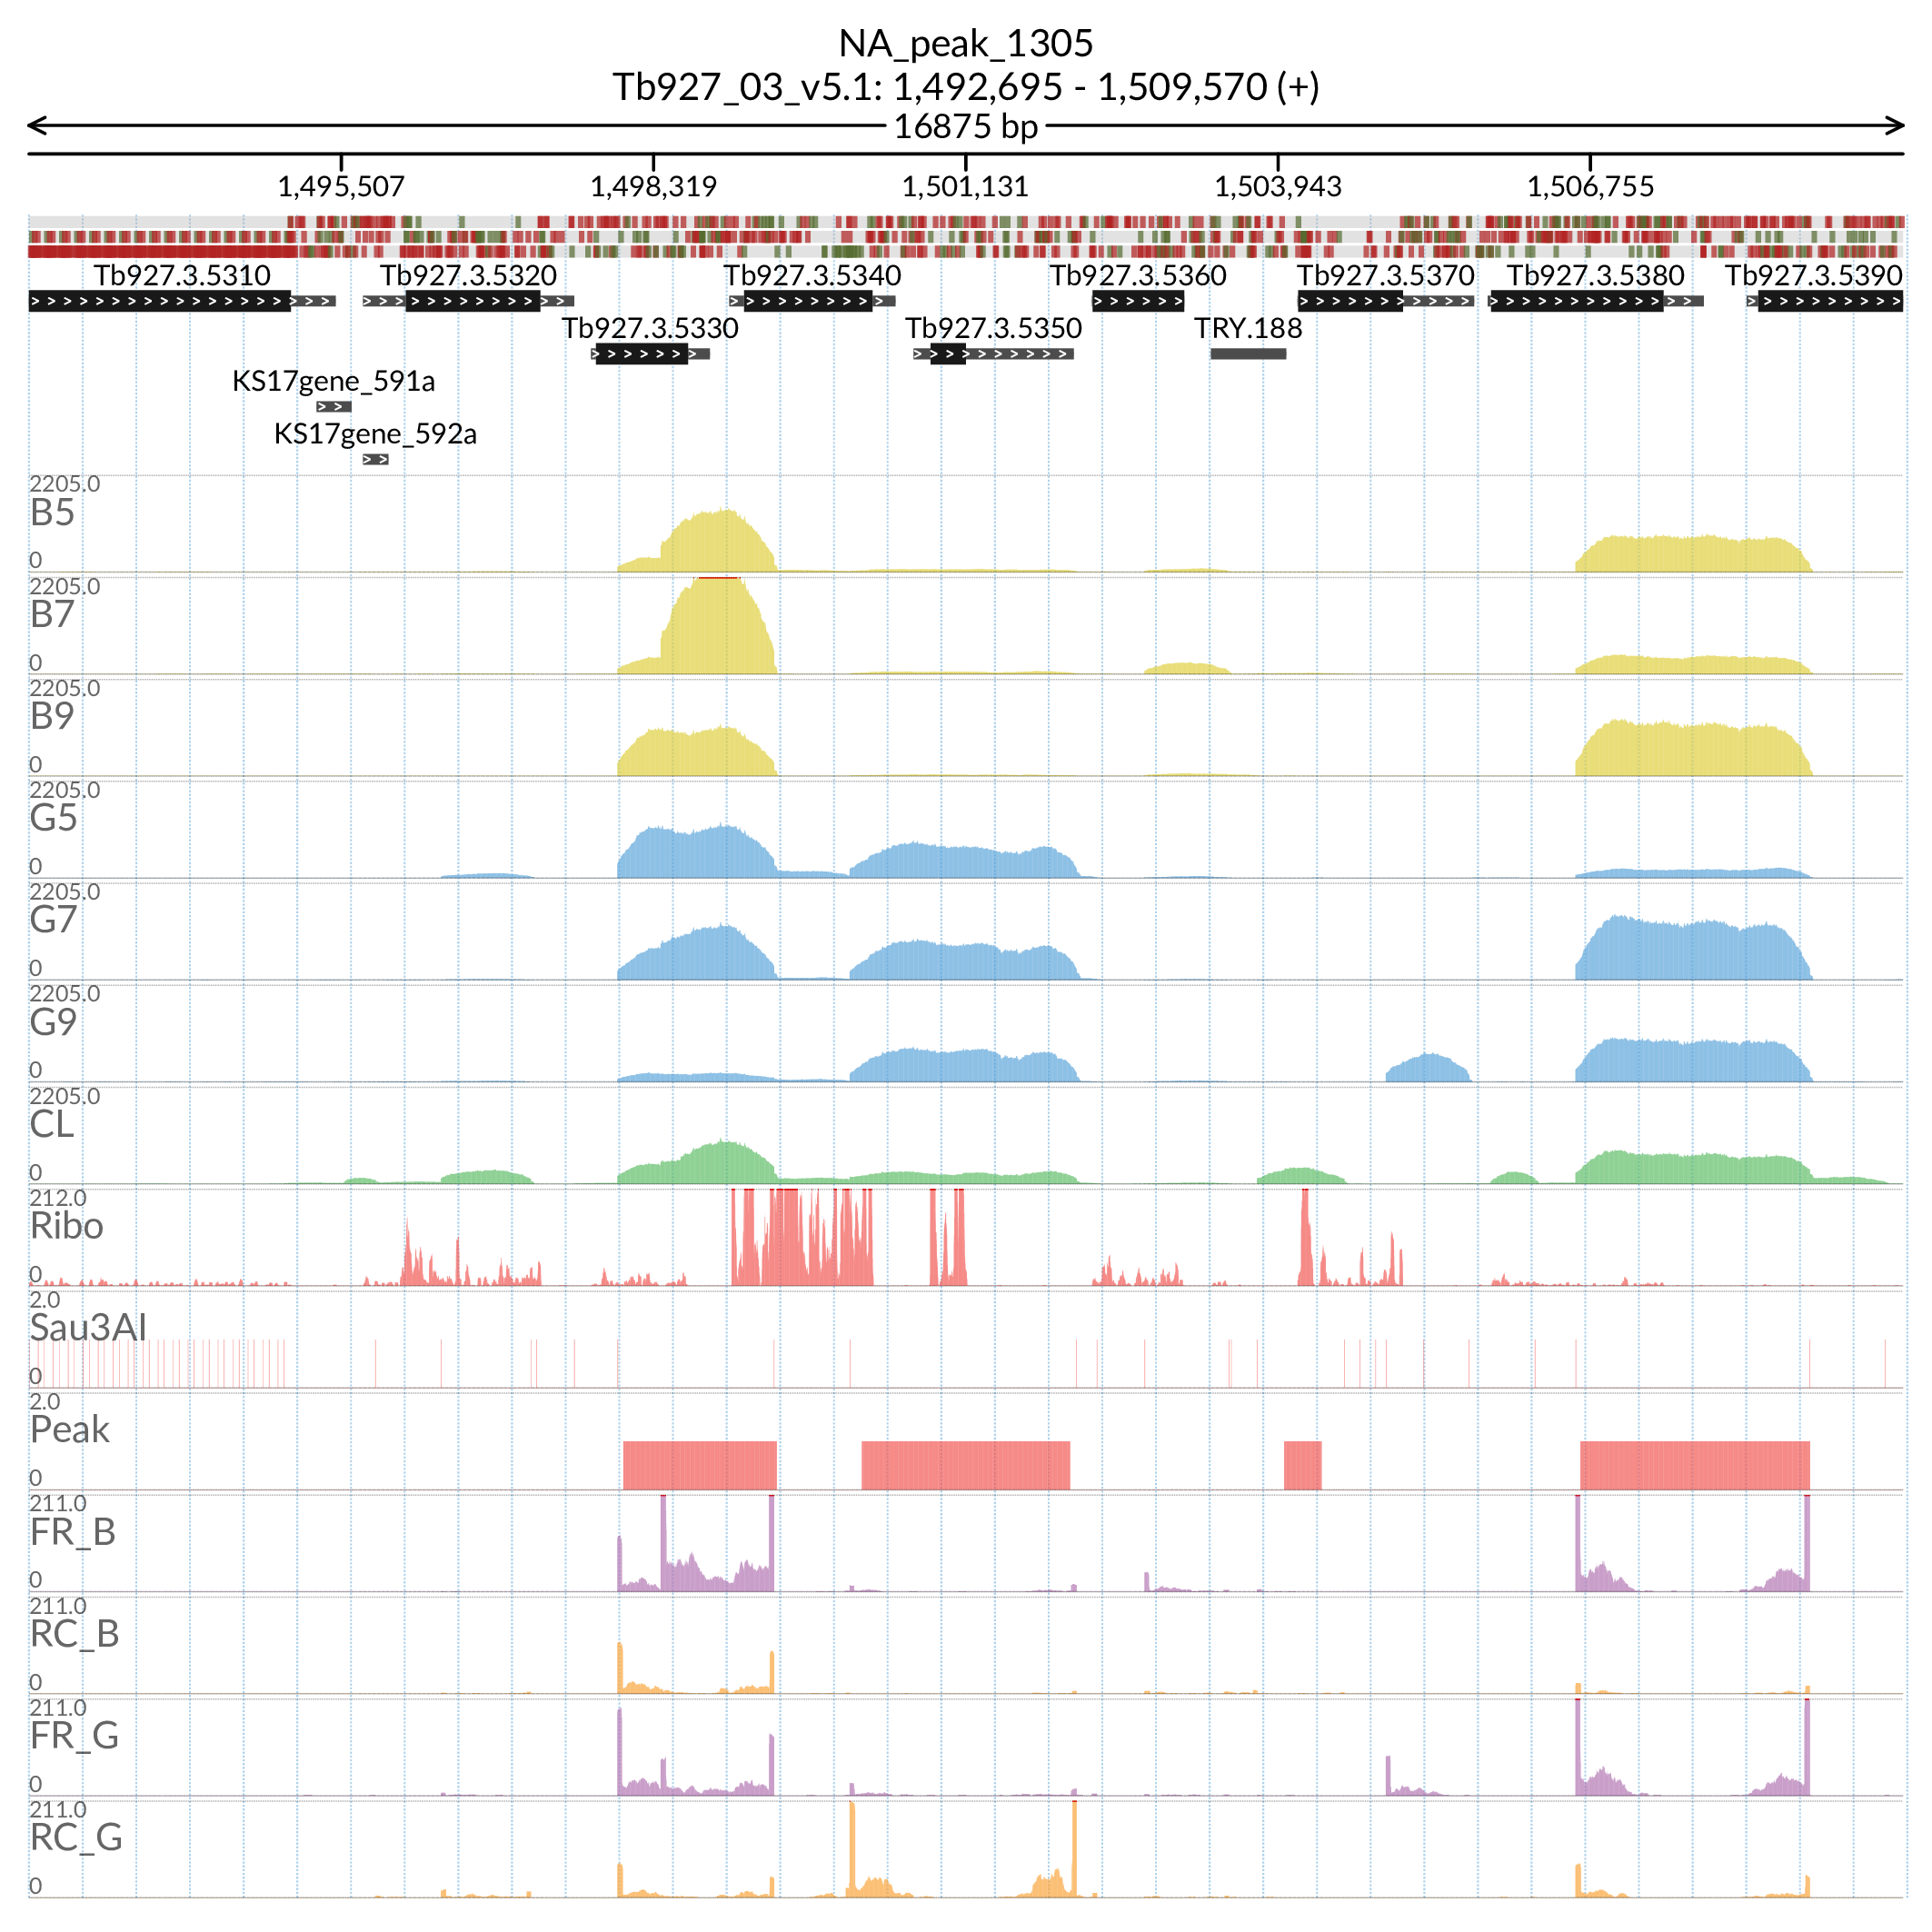 NA_peak_1305
Tb927_03_v5.1: 1,492,695 - 1,509,570 (+)
16875 bp
1,495,507 1,498,319 1,501,131 1,503,943 1,506,755
Tb927.3.5310 Tb927.3.5320 Tb927.3.5340 Tb927.3.5360 Tb927.3.5370 Tb927.3.5380 Tb927.3.5390
Tb927.3.5330 Tb927.3.5350 TRY.188
KS17gene_591a
KS17gene_592a
2205.0
B5
0
2205.0
B7
0
2205.0
B9
0
2205.0
G5
0
2205.0
G7
0
2205.0
G9
0
2205.0
CL
0
212.0
Ribo
0
2.0
Sau3AI
0
2.0
Peak
0
211.0
FR_B
0
211.0
RC_B
0
211.0
FR_G
0
211.0
RC_G
0